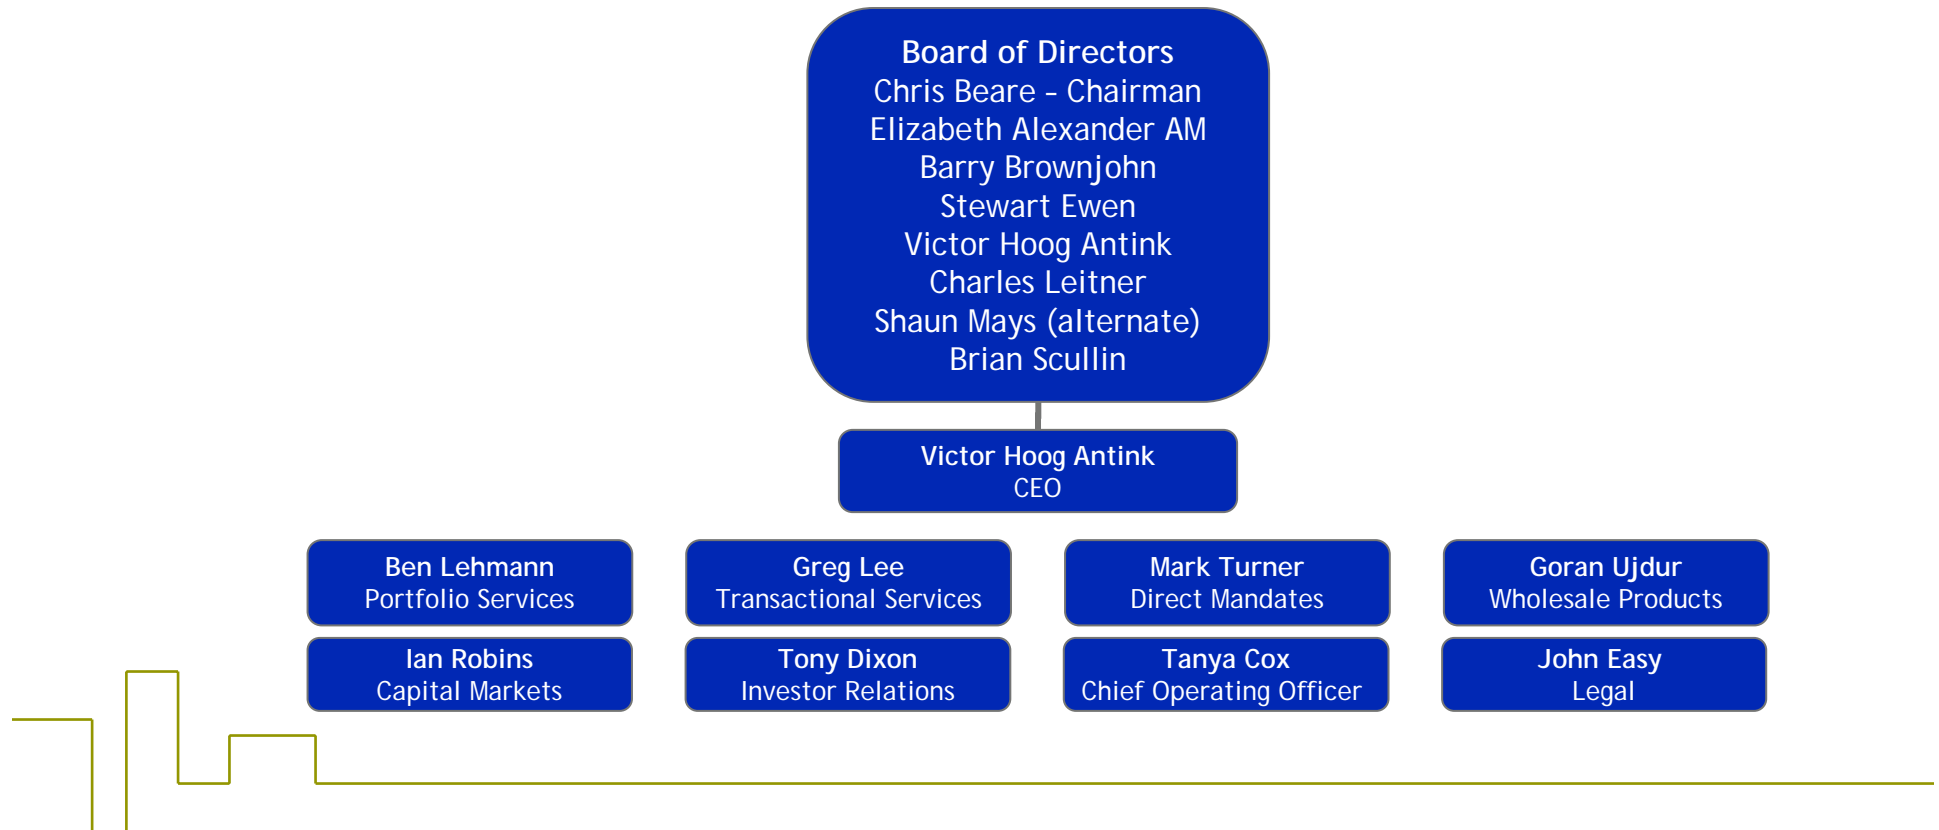 Board of Directors
Chris Beare – Chairman
Elizabeth Alexander AM
Barry Brownjohn
Stewart Ewen
Victor Hoog Antink
Charles Leitner
Shaun Mays (alternate)
Brian Scullin
Victor Hoog Antink
CEO
Ben Lehmann
Portfolio Services
Greg Lee
Transactional Services
Mark Turner
Direct Mandates
Goran Ujdur
Wholesale Products
Ian Robins
Capital Markets
Tony Dixon
Investor Relations
Tanya Cox
Chief Operating Officer
John Easy
Legal